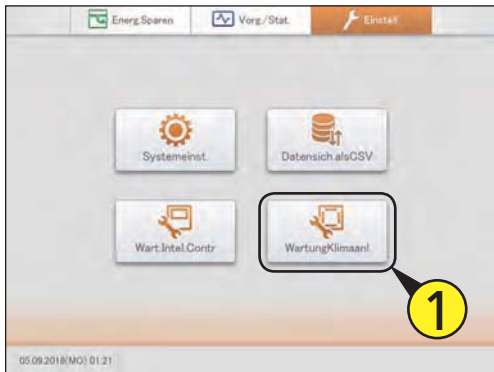 Energ.Sparen Vorg./Stat. Einstell
Systemeinst. Datensich.alsCSV
Wart.Intel.Contr WartungKlimaanl.
1
05.09.2018(MO) 01:21